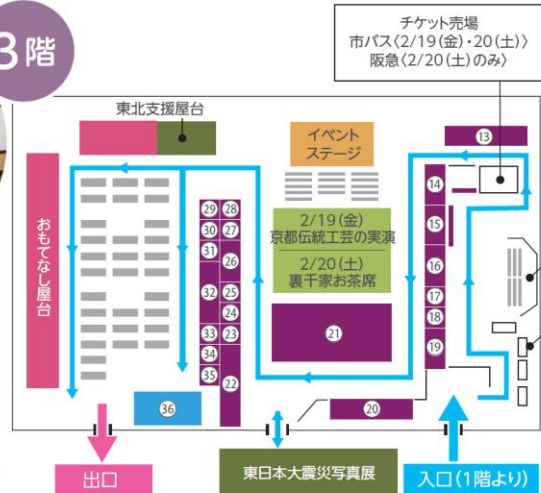 3階
チケット売場
市バス〈2/19(金)・20(土)〉
阪急〈2/20(土)のみ〉
東北支援屋台
イベント
ステージ
⑬
⑭
⑮
⑯
⑰
⑱
⑲
⑳
㉑
2/19(金)
京都伝統工芸の実演
2/20(土)
裏千家お茶席
おもてなし屋台
㉙ ㉘
㉚ ㉗
㉛
㉖
㉜ ㉕
㉔
㉝ ㉓
㉞
㉟ ㉒
㊱
出口
東日本大震災写真展
入口(1階より)